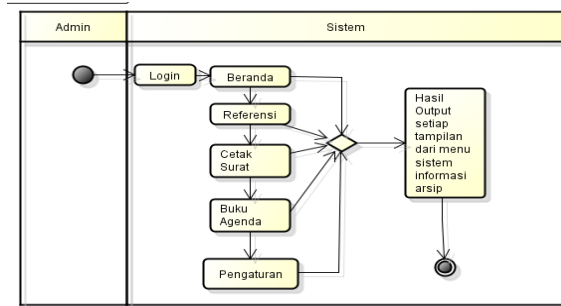 Admin
Sistem
Login
Beranda
Referensi
Cetak
Surat
Buku
Agenda
Pengaturan
Hasil
Output
setiap
tampilan
dari menu
sistem
informasi
arsip